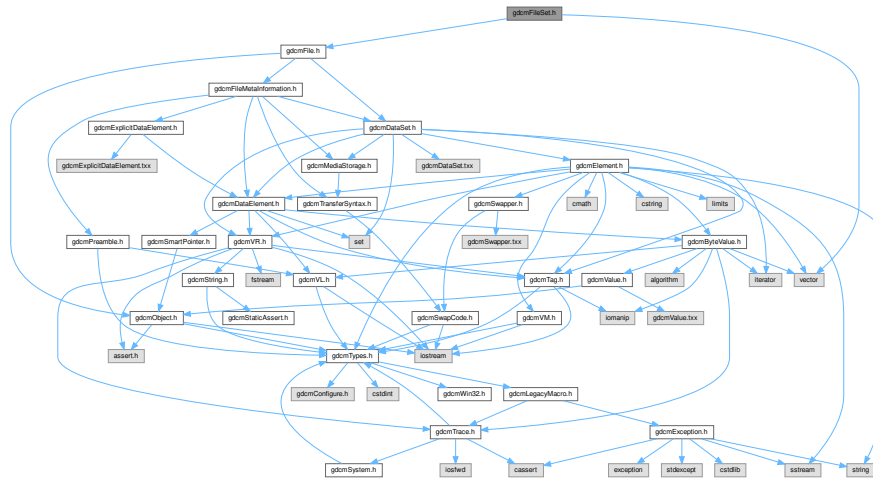 gdcmFileSet.h
gdcmFile.h
gdcmFileMetaInformation.h
gdcmExplicitDataElement.h
gdcmDataSet.h
gdcmExplicitDataElement.txx
gdcmMediaStorage.h
gdcmDataSet.txx
gdcmElement.h
gdcmDataElement.h
gdcmTransferSyntax.h
gdcmSwapper.h
cmath
cstring
limits
gdcmPreamble.h
gdcmSmartPointer.h
gdcmVR.h
set
gdcmSwapper.txx
gdcmByteValue.h
gdcmString.h
fstream
gdcmVL.h
gdcmTag.h
gdcmValue.h
algorithm
iterator
vector
gdcmObject.h
gdcmStaticAssert.h
gdcmSwapCode.h
gdcmVM.h
iomanip
gdcmValue.txx
assert.h
gdcmTypes.h
iostream
gdcmConfigure.h
cstdint
gdcmWin32.h
gdcmLegacyMacro.h
gdcmTrace.h
gdcmException.h
gdcmSystem.h
iosfwd
cassert
exception
stdexcept
cstdlib
sstream
string